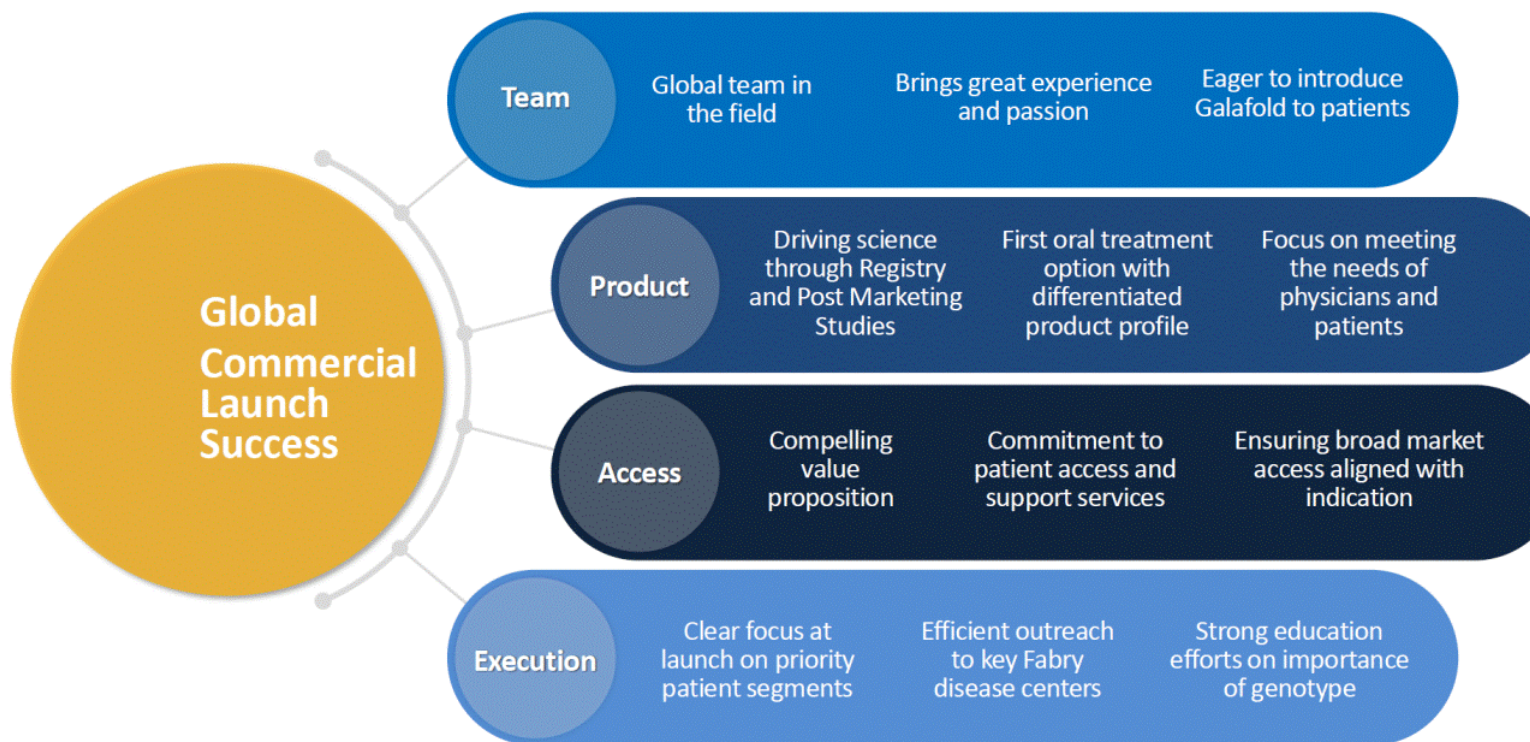 Global
Commercial
Launch
Success
Team
Global team in
the field
Brings great experience
and passion
Eager to introduce
Galafold to patients
Product
Driving science
through Registry
and Post Marketing
Studies
First oral treatment
option with
differentiated
product profile
Focus on meeting
the needs of
physicians and
patients
Access
Compelling
value
proposition
Commitment to
patient access and
support services
Ensuring broad market
access aligned with
indication
Execution
Clear focus at
launch on priority
patient segments
Efficient outreach
to key Fabry
disease centers
Strong education
efforts on importance
of genotype